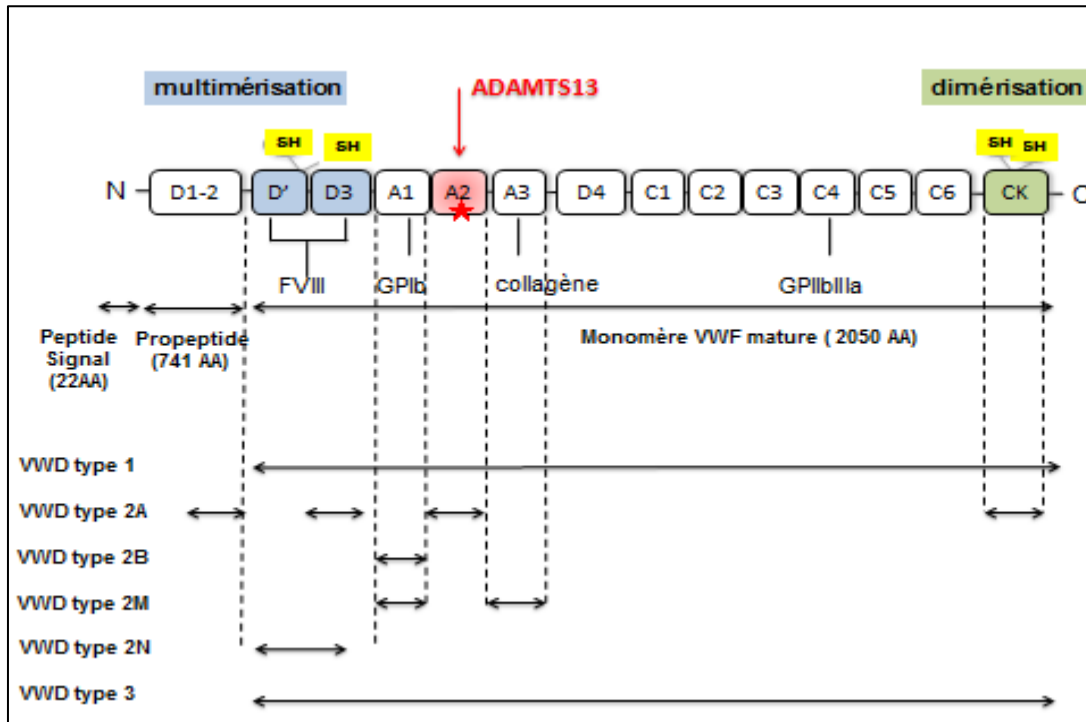 ADAMTS13
multimérisation
dimérisation
SH SH SH SH
N D1-2 D' D3 A1 A2 A3 D4 C1 C2 C3 C4 C5 C6 CK C
FVIII GPIb collagène GPIIbIIIa
Peptide Signal (22AA)
Propeptide (741 AA)
Monomère VWF mature ( 2050 AA)
VWD type 1
VWD type 2A
VWD type 2B
VWD type 2M
VWD type 2N
VWD type 3